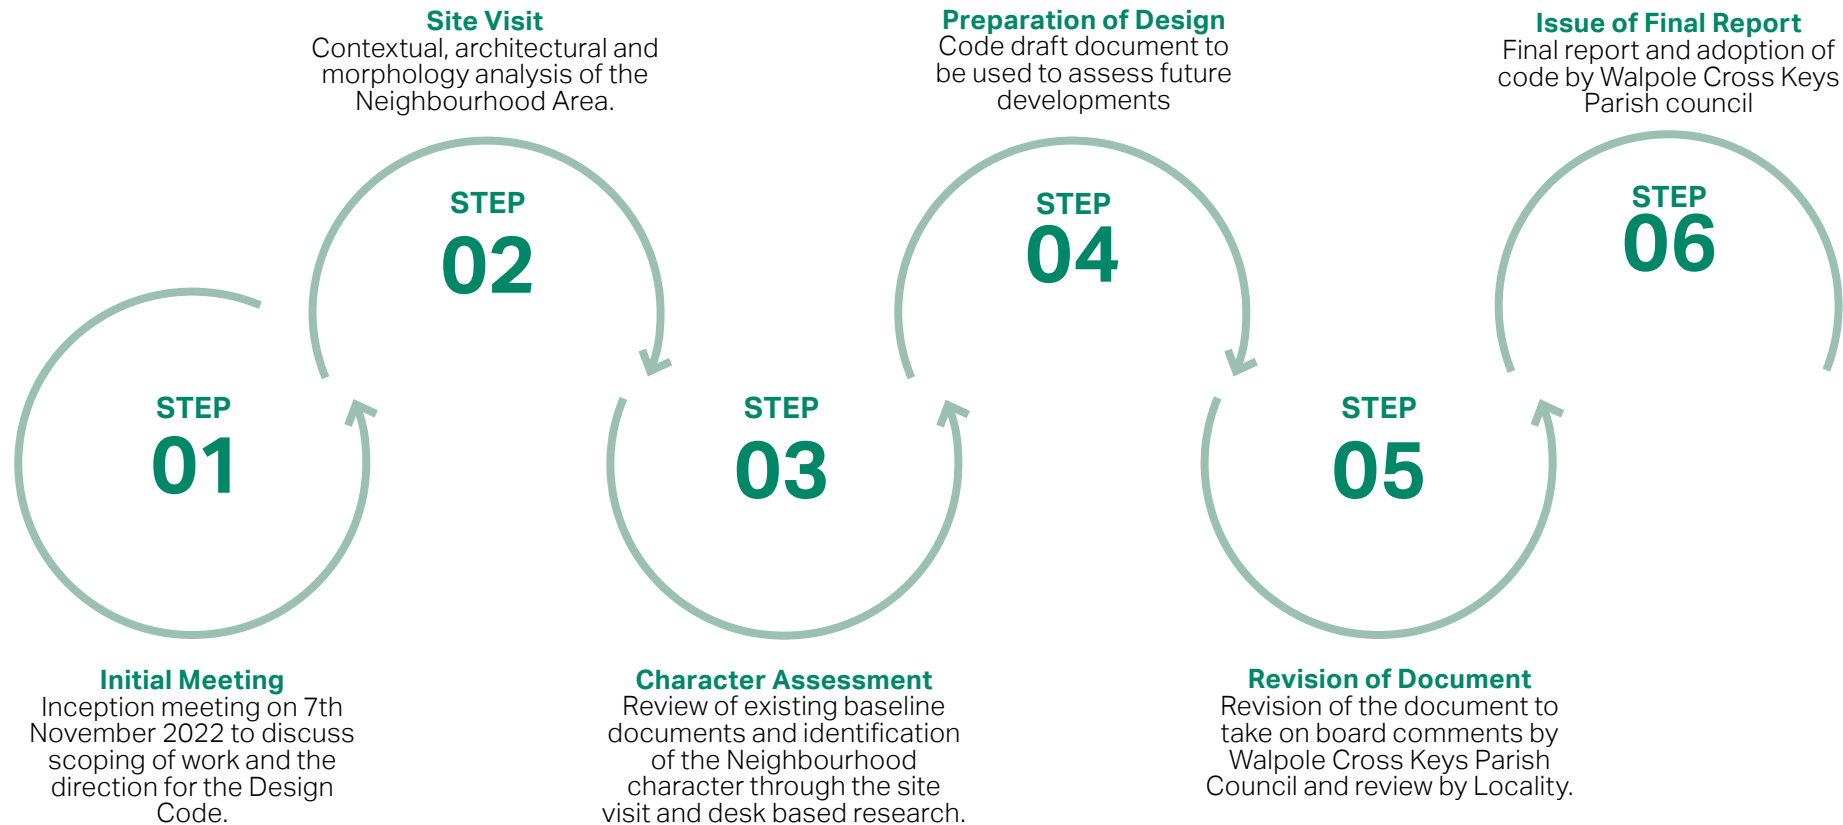 STEP
01
Initial Meeting
Inception meeting on 7th
November 2022 to discuss
scoping of work and the
direction for the Design
Code.
Site Visit
Contextual, architectural and
morphology analysis of the
Neighbourhood Area.
STEP
02
STEP
03
Character Assessment
Review of existing baseline
documents and identification
of the Neighbourhood
character through the site
visit and desk based research.
Preparation of Design
Code draft document to
be used to assess future
developments
STEP
04
STEP
05
Revision of Document
Revision of the document to
take on board comments by
Walpole Cross Keys Parish
Council and review by Locality.
Issue of Final Report
Final report and adoption of
code by Walpole Cross Keys
Parish council
STEP
06